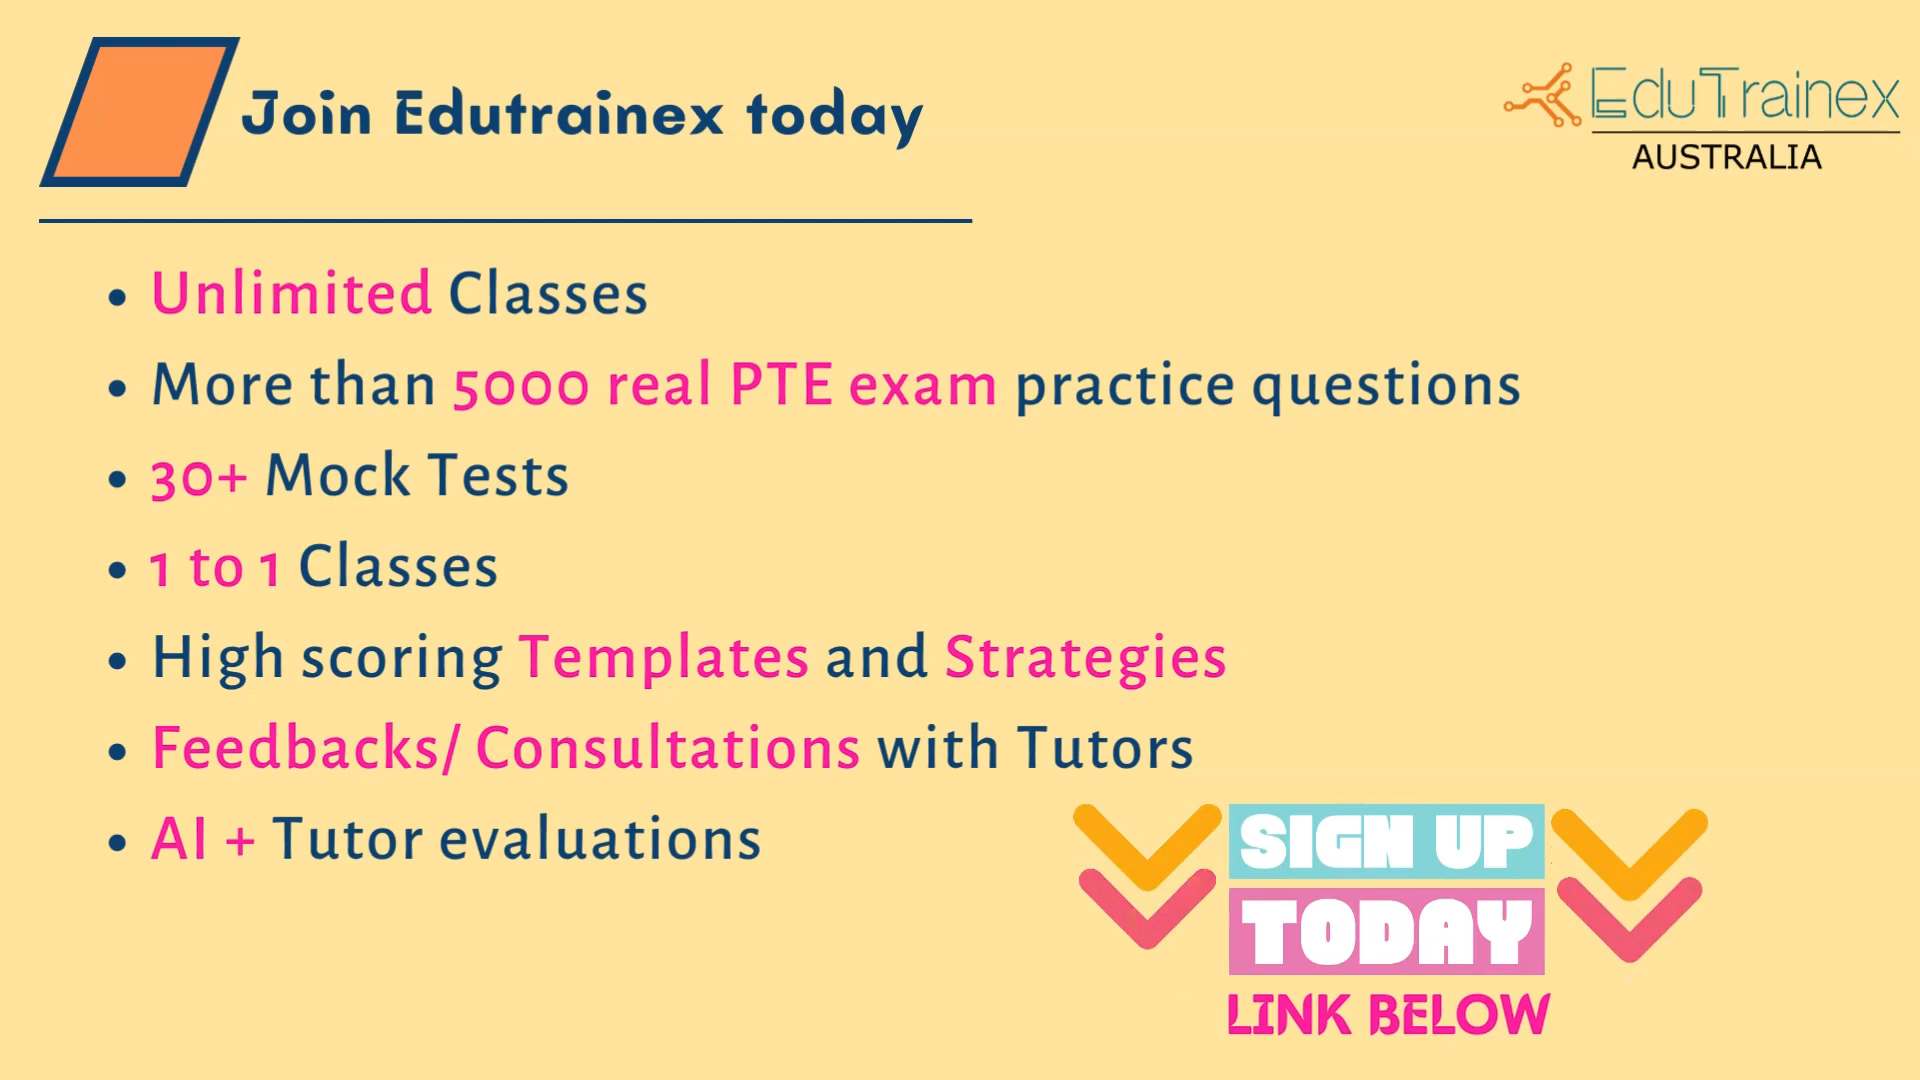 Join Edutrainex today
EduTrainex
AUSTRALIA
• Unlimited Classes
• More than 5000 real PTE exam practice questions
• 30+ Mock Tests
• 1 to 1 Classes
• High scoring Templates and Strategies
• Feedbacks/ Consultations with Tutors
• AI + Tutor evaluations
SIGN UP
TODAY
LINK BELOW